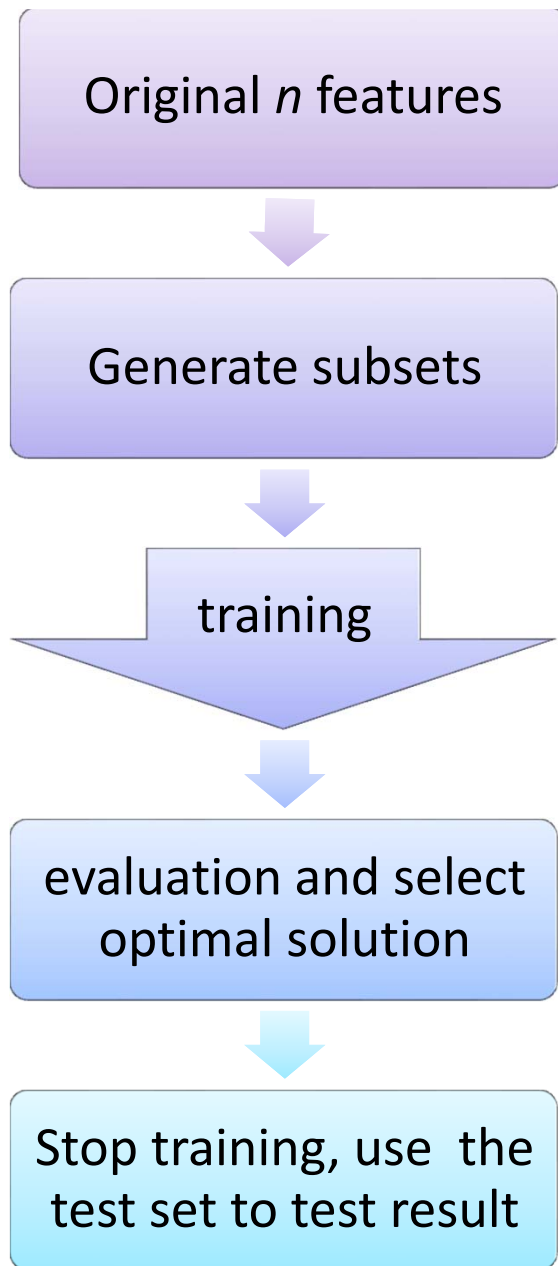 Original n features
Generate subsets
training
evaluation and select
optimal solution
Stop training, use  the
test set to test result